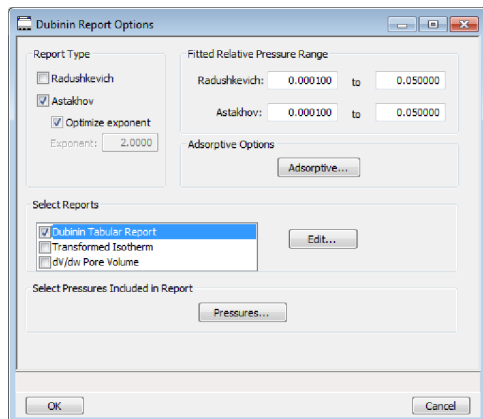 Dubinin Report Options
Report Type
Radushkevich
Astakhov
Optimize exponent
Exponent: 2.0000
Fitted Relative Pressure Range
Radushkevich: 0.000100 to 0.050000
Astakhov: 0.000100 to 0.050000
Adsorptive Options
Adsorptive...
Select Reports
Dubinin Tabular Report
Transformed Isotherm
dV/dw Pore Volume
Edit...
Select Pressures Included in Report
Pressures...
OK Cancel